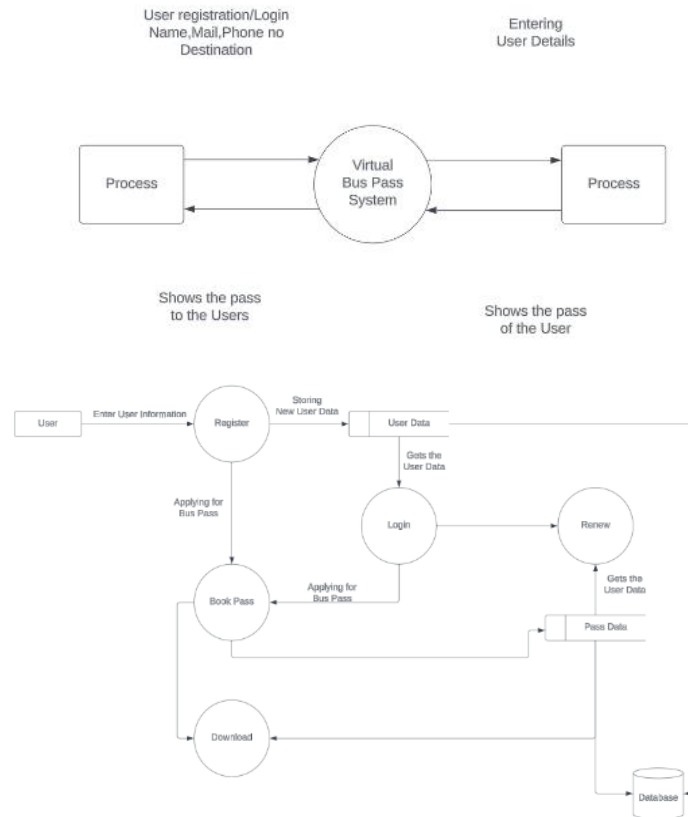 User registration/Login
Name,Mail,Phone no
Destination
Entering
User Details
Process
Virtual
Bus Pass
System
Process
Shows the pass
to the Users
Shows the pass
of the User
User
Enter User Information
Register
Storing
New User Data
User Data
Gets the
User Data
Applying for
Bus Pass
Login
Renew
Gets the
User Data
Book Pass
Applying for
Bus Pass
Pass Data
Download
Database